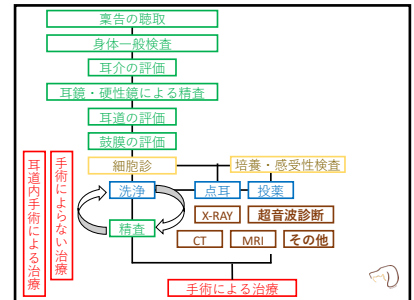 稟告の聴取
身体一般検査
耳介の評価
耳鏡・硬性鏡による精査
耳道の評価
鼓膜の評価
細胞診
培養・感受性検査
耳道内手術による治療
手術によらない治療
洗浄
点耳
投薬
X-RAY
超音波診断
精査
CT
MRI
その他
手術による治療